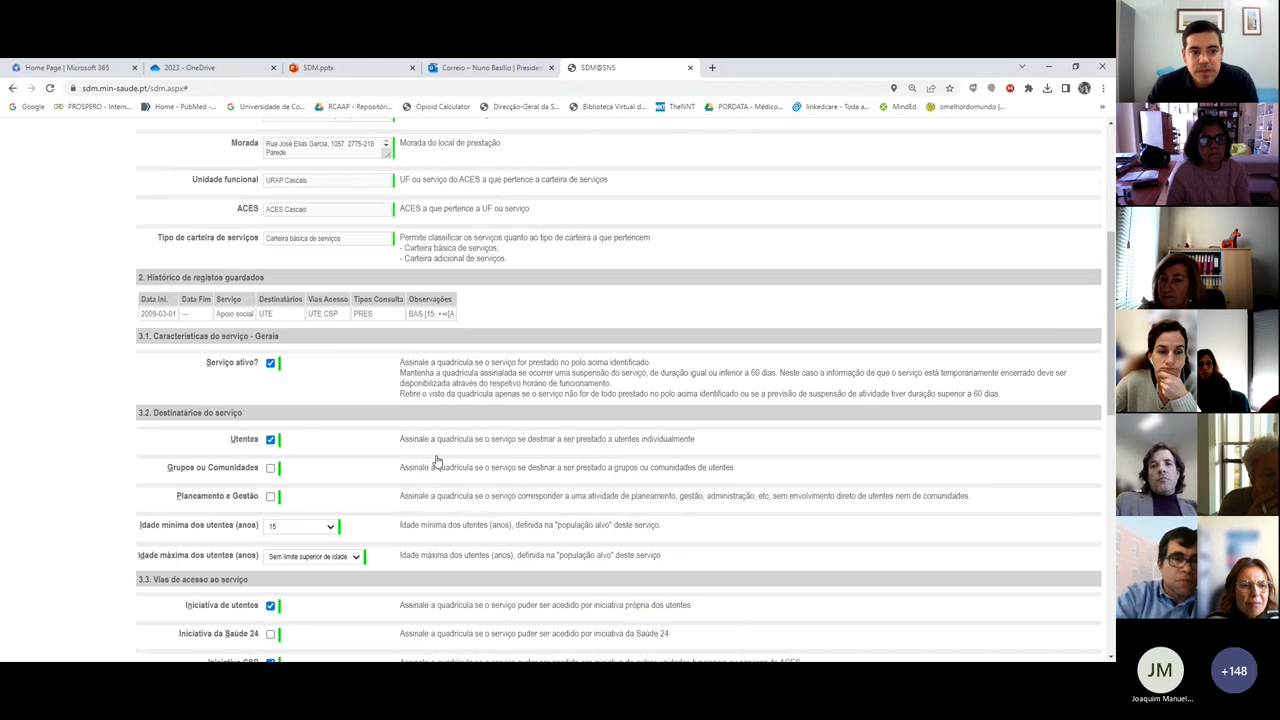 Home Page | Microsoft 365
2023 - OneDrive
SDM.pptx
Correio – Nuno Basílio | Presiden
SDM@SNS
sdm.min-saude.pt/sdm.aspx#
Google
PROSPERO - Intern...
Home - PubMed -...
Universidade de Co...
RCAAP - Repositóri...
Opioid Calculator
Direcção-Geral da S...
Biblioteca Virtual d...
TheNNT
PORDATA - Médico...
linkedcare - Toda a...
MindEd
omelhordomundo |...
Morada
Rua José Elias Garcia, 1057. 2775-218
Parede
Morada do local de prestação
Unidade funcional
URAP Cascais
UF ou serviço do ACES a que pertence a carteira de serviços
ACES
ACES Cascais
ACES a que pertence a UF ou serviço
Tipo de carteira de serviços
Carteira básica de serviços
Permite classificar os serviços quanto ao tipo de carteira a que pertencem
- Carteira básica de serviços,
- Carteira adicional de serviços.
2. Histórico de registos guardados
Data Ini. Data Fim Serviço Destinatários Vias Acesso Tipos Consulta Observações
2009-03-01 --- Apoio social UTE UTE CSP PRES BAS [15; +∞[A
3.1. Características do serviço - Gerais
Serviço ativo?
Assinale a quadrícula se o serviço for prestado no polo acima identificado.
Mantenha a quadrícula assinalada se ocorrer uma suspensão do serviço, de duração igual ou inferior a 60 dias. Neste caso a informação de que o serviço está temporariamente encerrado deve ser
disponibilizada através do respetivo horário de funcionamento.
Retire o visto da quadrícula apenas se o serviço não for de todo prestado no polo acima identificado ou se a previsão de suspensão de atividade tiver duração superior a 60 dias.
3.2. Destinatários do serviço
Utentes
Assinale a quadrícula se o serviço se destinar a ser prestado a utentes individualmente
Grupos ou Comunidades
Assinale a quadrícula se o serviço se destinar a ser prestado a grupos ou comunidades de utentes
Planeamento e Gestão
Assinale a quadrícula se o serviço corresponder a uma atividade de planeamento, gestão, administração, etc, sem envolvimento direto de utentes nem de comunidades.
Idade mínima dos utentes (anos)
15
Idade mínima dos utentes (anos), definida na "população alvo" deste serviço.
Idade máxima dos utentes (anos)
Sem limite superior de idade
Idade máxima dos utentes (anos), definida na "população alvo" deste serviço
3.3. Vias de acesso ao serviço
Iniciativa de utentes
Assinale a quadrícula se o serviço puder ser acedido por iniciativa própria dos utentes
Iniciativa da Saúde 24
Assinale a quadrícula se o serviço puder ser acedido por iniciativa da Saúde 24
JM
Joaquim Manuel...
+148